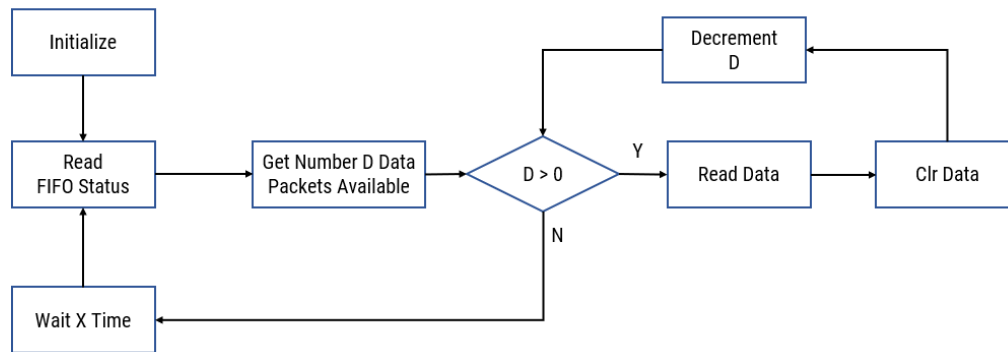 Initialize
Decrement
D
Read
FIFO Status
Get Number D Data
Packets Available
D > 0
Y
Read Data
Clr Data
N
Wait X Time